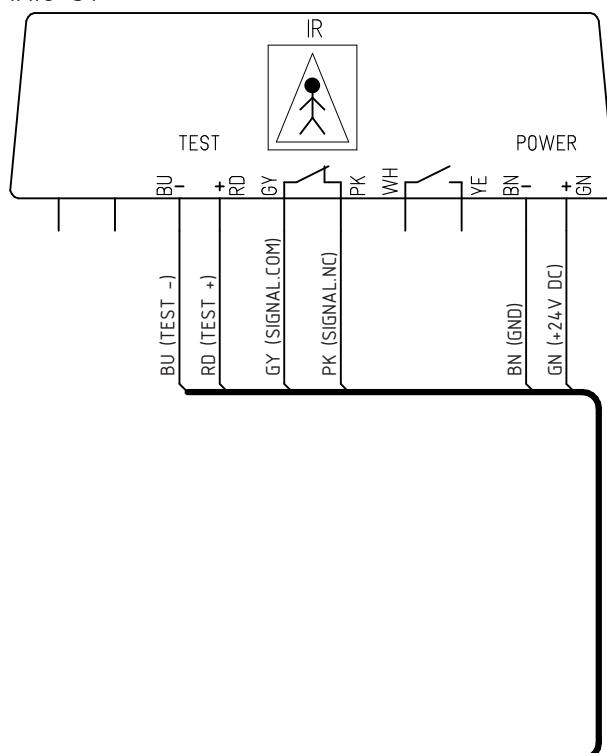 IR
TEST
POWER
BU
-
+
RD
GY
PK
WH
YE
BN
-
+
GN
BU (TEST -)
RD (TEST +)
GY (SIGNAL.COM)
PK (SIGNAL.NC)
BN (GND)
GN (+24V DC)